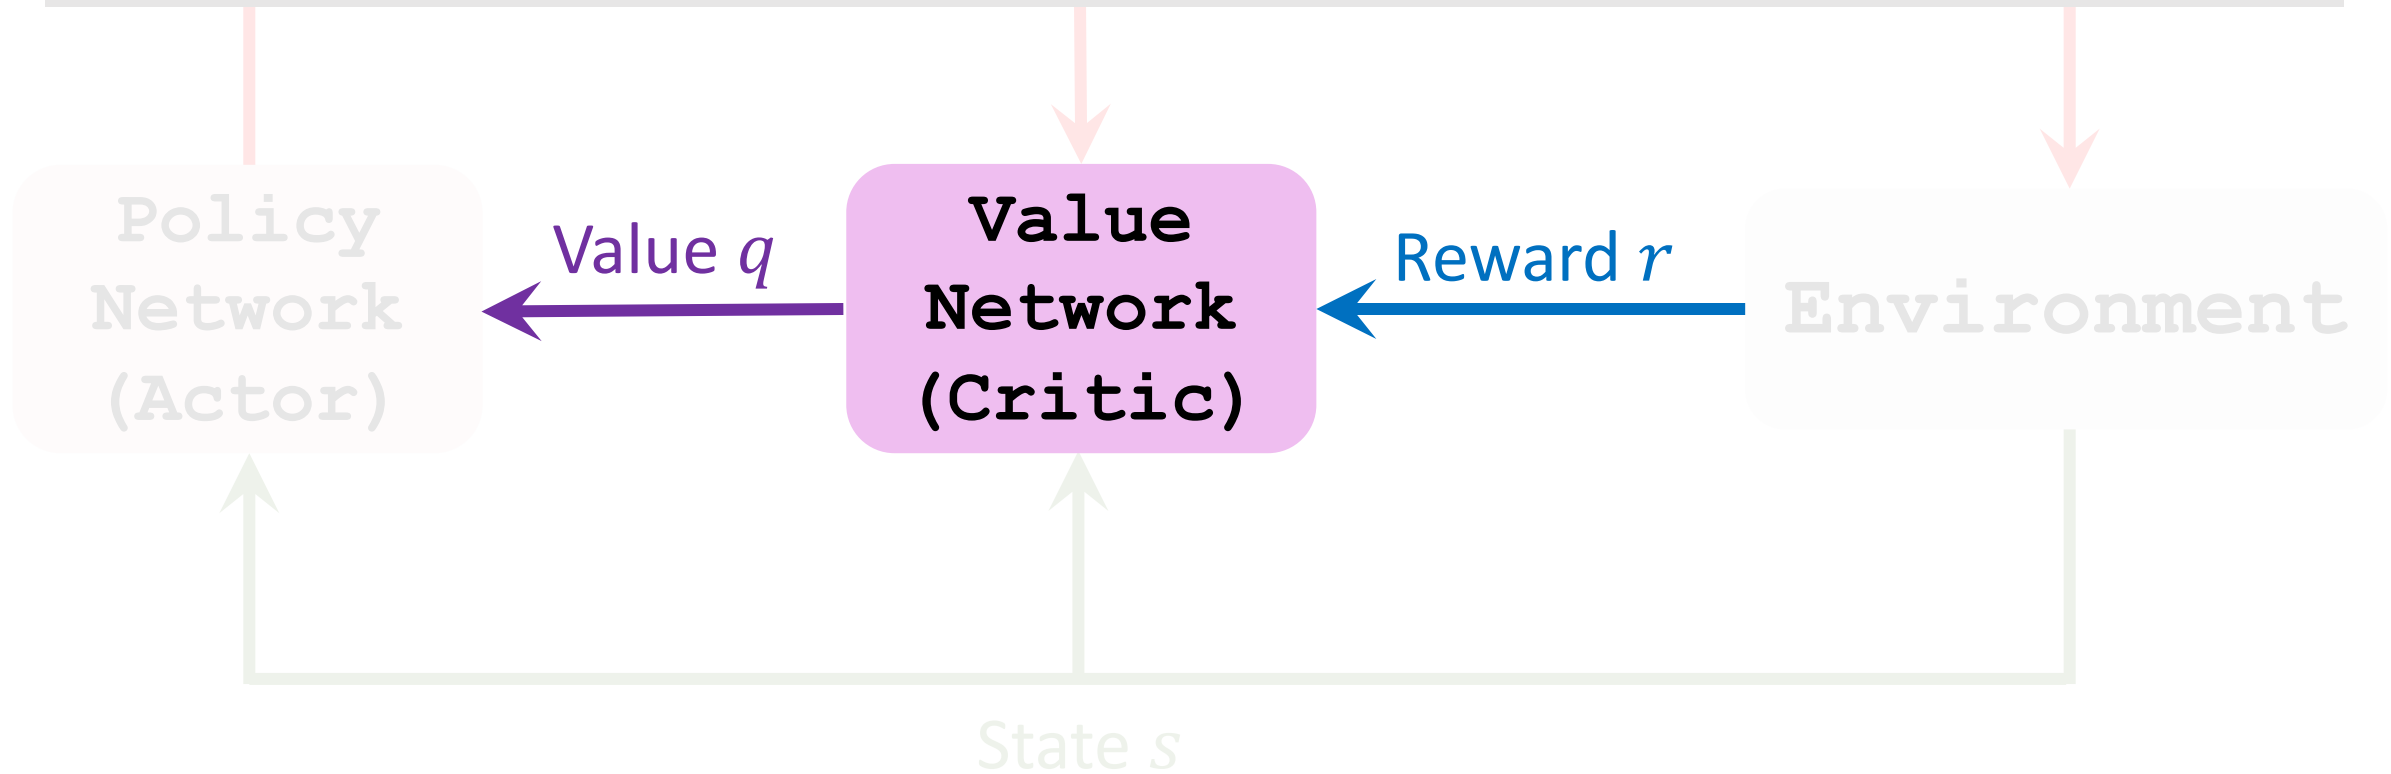 Policy
Network
(Actor)
Value q
Value
Network
(Critic)
Reward r
Environment
State s